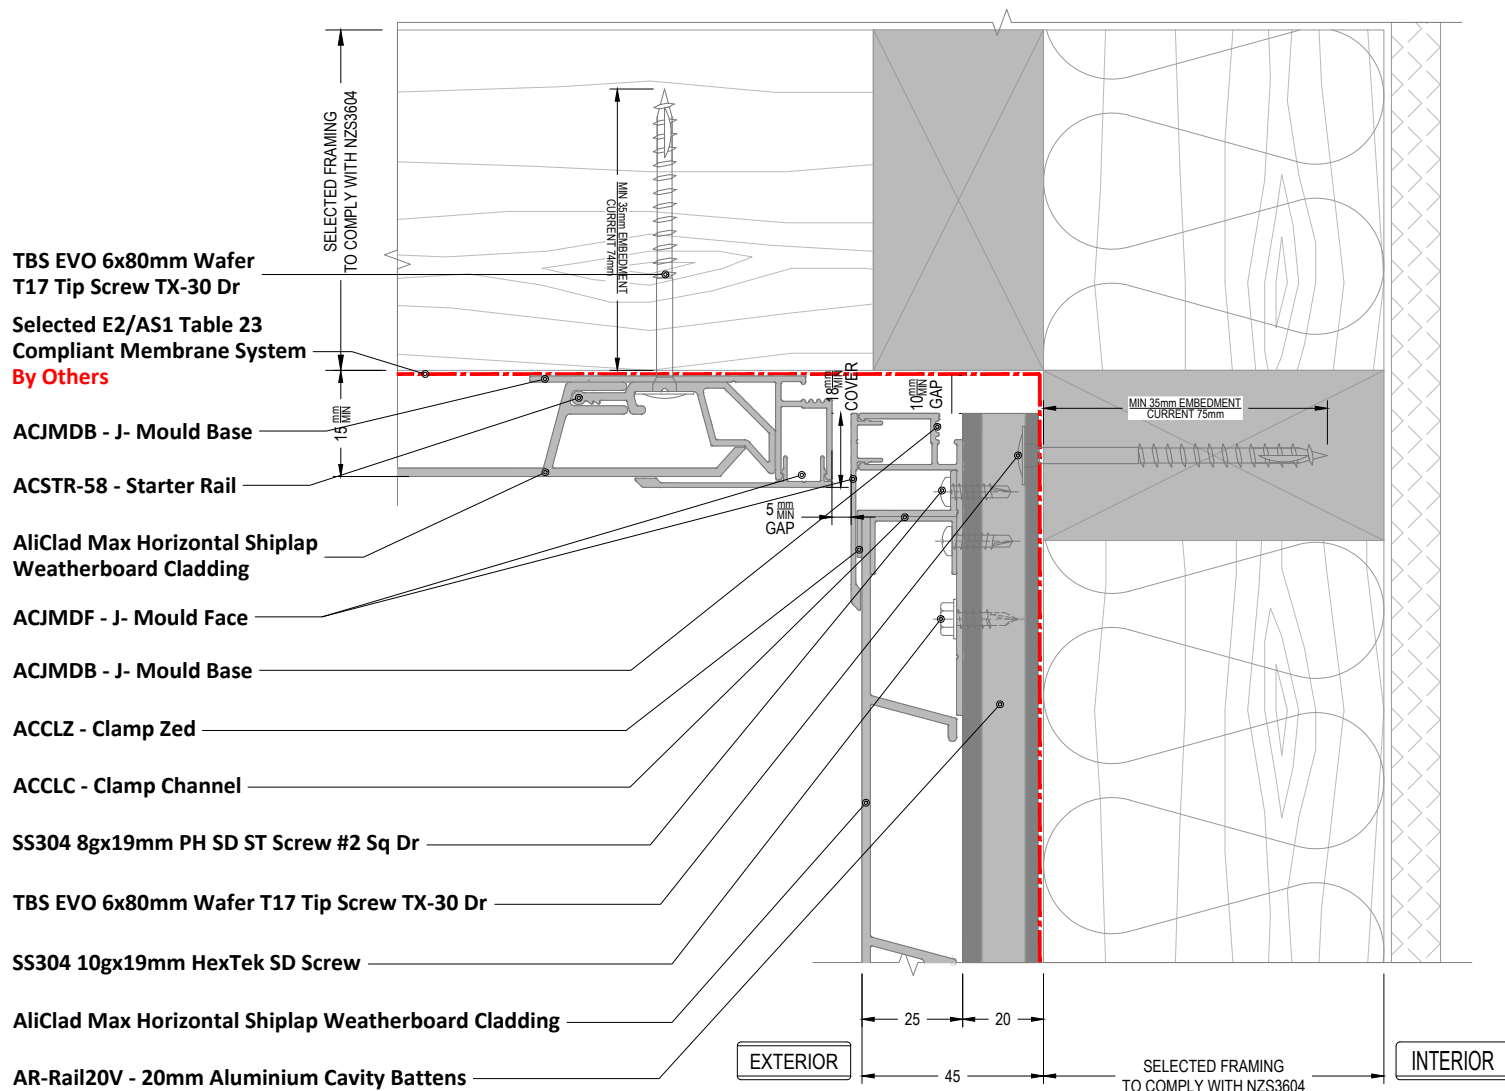 SELECTED FRAMING
TO COMPLY WITH NZS3604
MIN 35mm EMBEDMENT
CURRENT 74mm
TBS EVO 6x80mm Wafer
T17 Tip Screw TX-30 Dr
Selected E2/AS1 Table 23
Compliant Membrane System
By Others
15 mm MIN
18mm MIN
COVER
10mm MIN
GAP
MIN 35mm EMBEDMENT
CURRENT 75mm
ACJMDB - J- Mould Base
ACSTR-58 - Starter Rail
5 mm MIN
GAP
AliClad Max Horizontal Shiplap
Weatherboard Cladding
ACJMDF - J- Mould Face
ACJMDB - J- Mould Base
ACCLZ - Clamp Zed
ACCLC - Clamp Channel
SS304 8gx19mm PH SD ST Screw #2 Sq Dr
TBS EVO 6x80mm Wafer T17 Tip Screw TX-30 Dr
SS304 10gx19mm HexTek SD Screw
AliClad Max Horizontal Shiplap Weatherboard Cladding
AR-Rail20V - 20mm Aluminium Cavity Battens
25
20
EXTERIOR
45
SELECTED FRAMING
TO COMPLY WITH NZS3604
INTERIOR